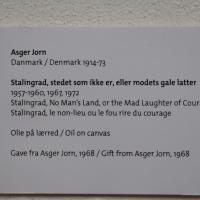 Asger Jorn
Danmark / Denmark 1914-73
Stalingrad, stedet som ikke er, eller modets gale latter
1957-1960, 1967, 1972
Stalingrad, No Man's Land, or the Mad Laughter of Cour
Stalingrad, le non-lieu ou le fou rire du courage
Olie på lærred / Oil on canvas
Gave fra Asger Jorn, 1968 / Gift from Asger Jorn, 1968